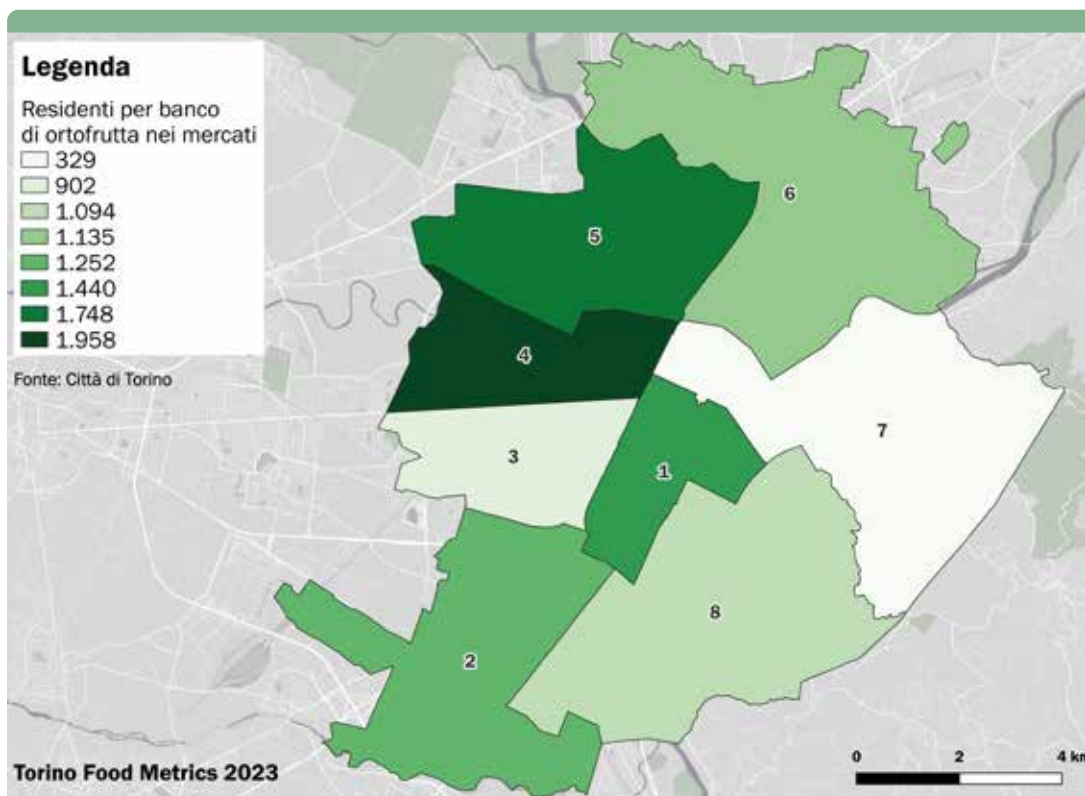 Legenda
Residenti per banco
di ortofrutta nei mercati
329
902
1.094
1.135
1.252
1.440
1.748
1.958
Fonte: Città di Torino
6
5
4
7
3
1
8
2
Torino Food Metrics 2023
0 2 4 km